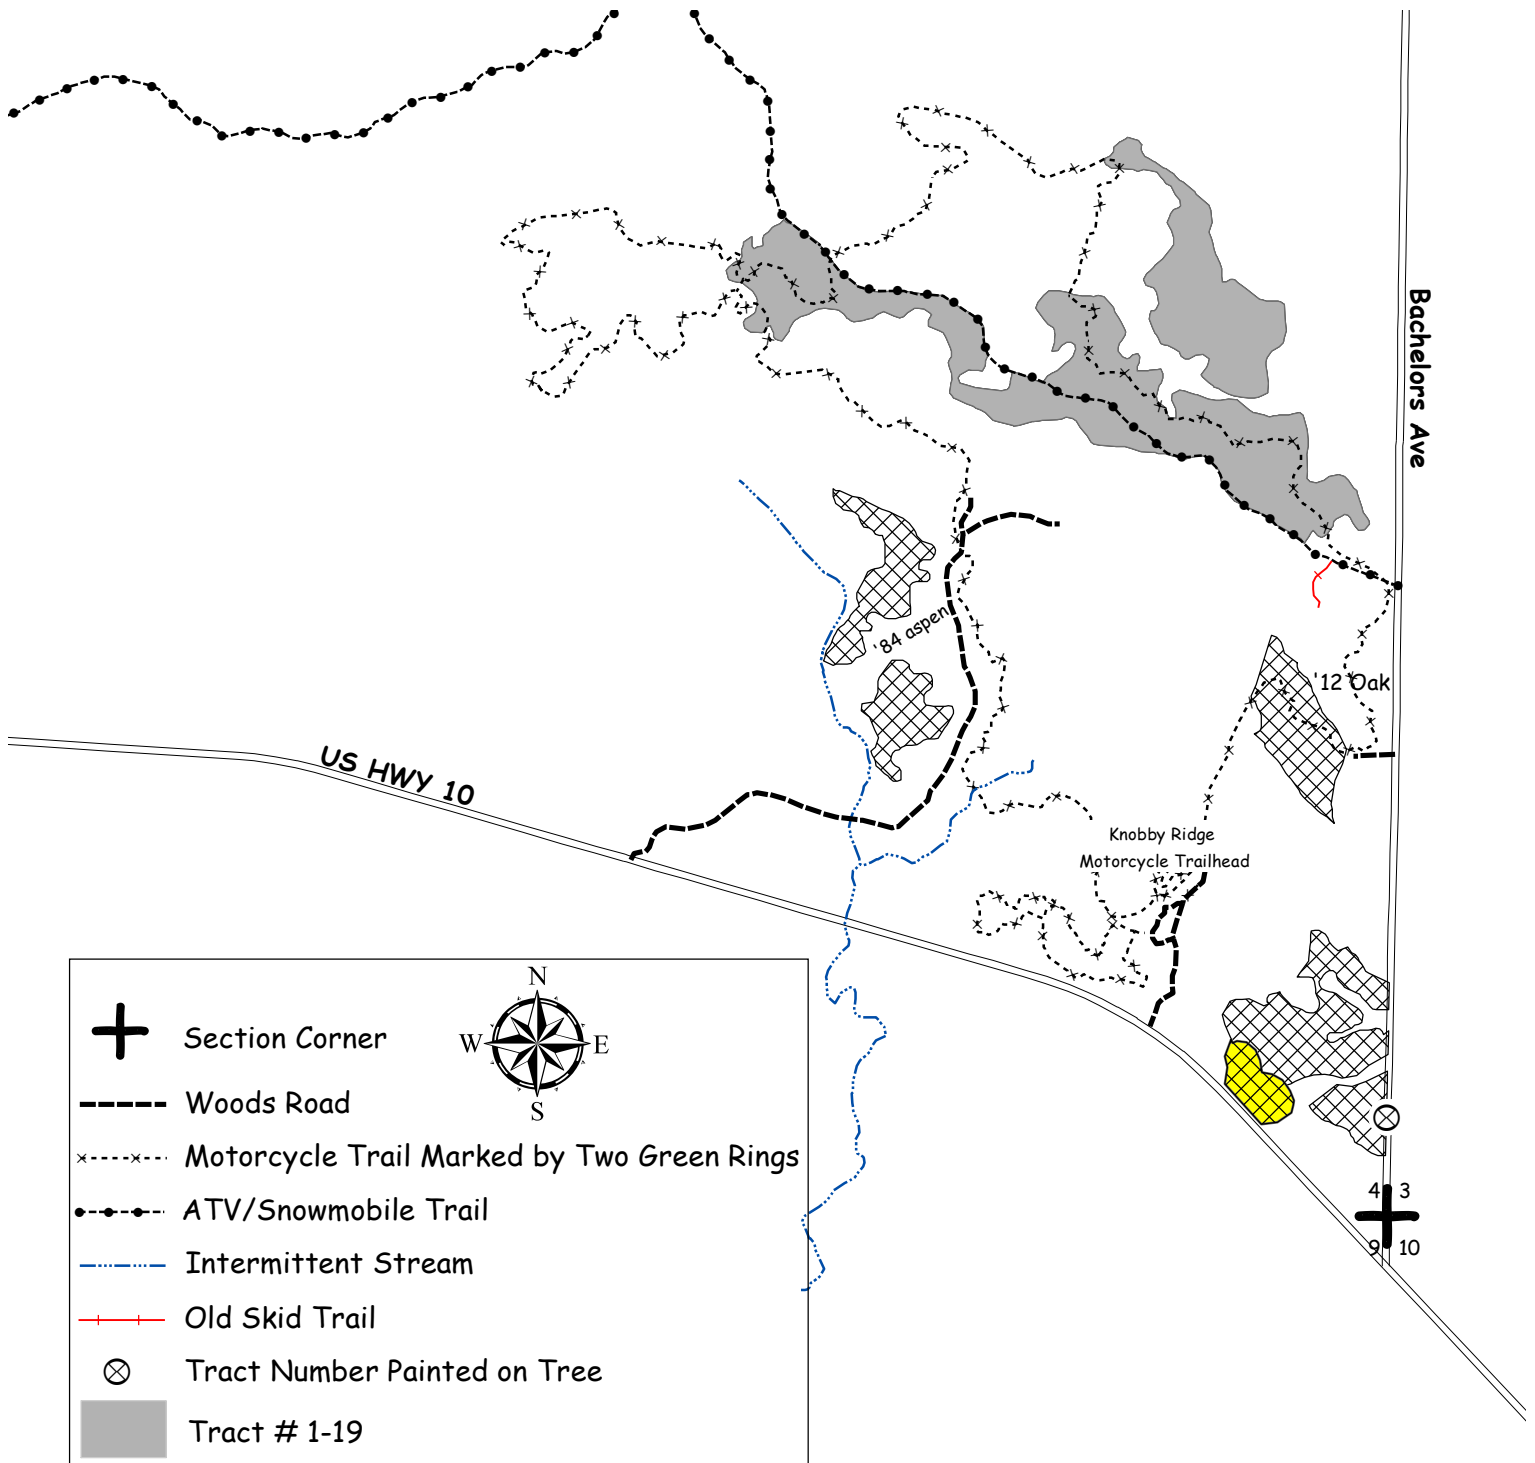 Bachelors Ave
'84 aspen
'12 Oak
US HWY 10
Knobby Ridge
Motorcycle Trailhead
N
W E
S
Section Corner
Woods Road
Motorcycle Trail Marked by Two Green Rings
ATV/Snowmobile Trail
Intermittent Stream
Old Skid Trail
Tract Number Painted on Tree
Tract # 1-19
4 3
9 10